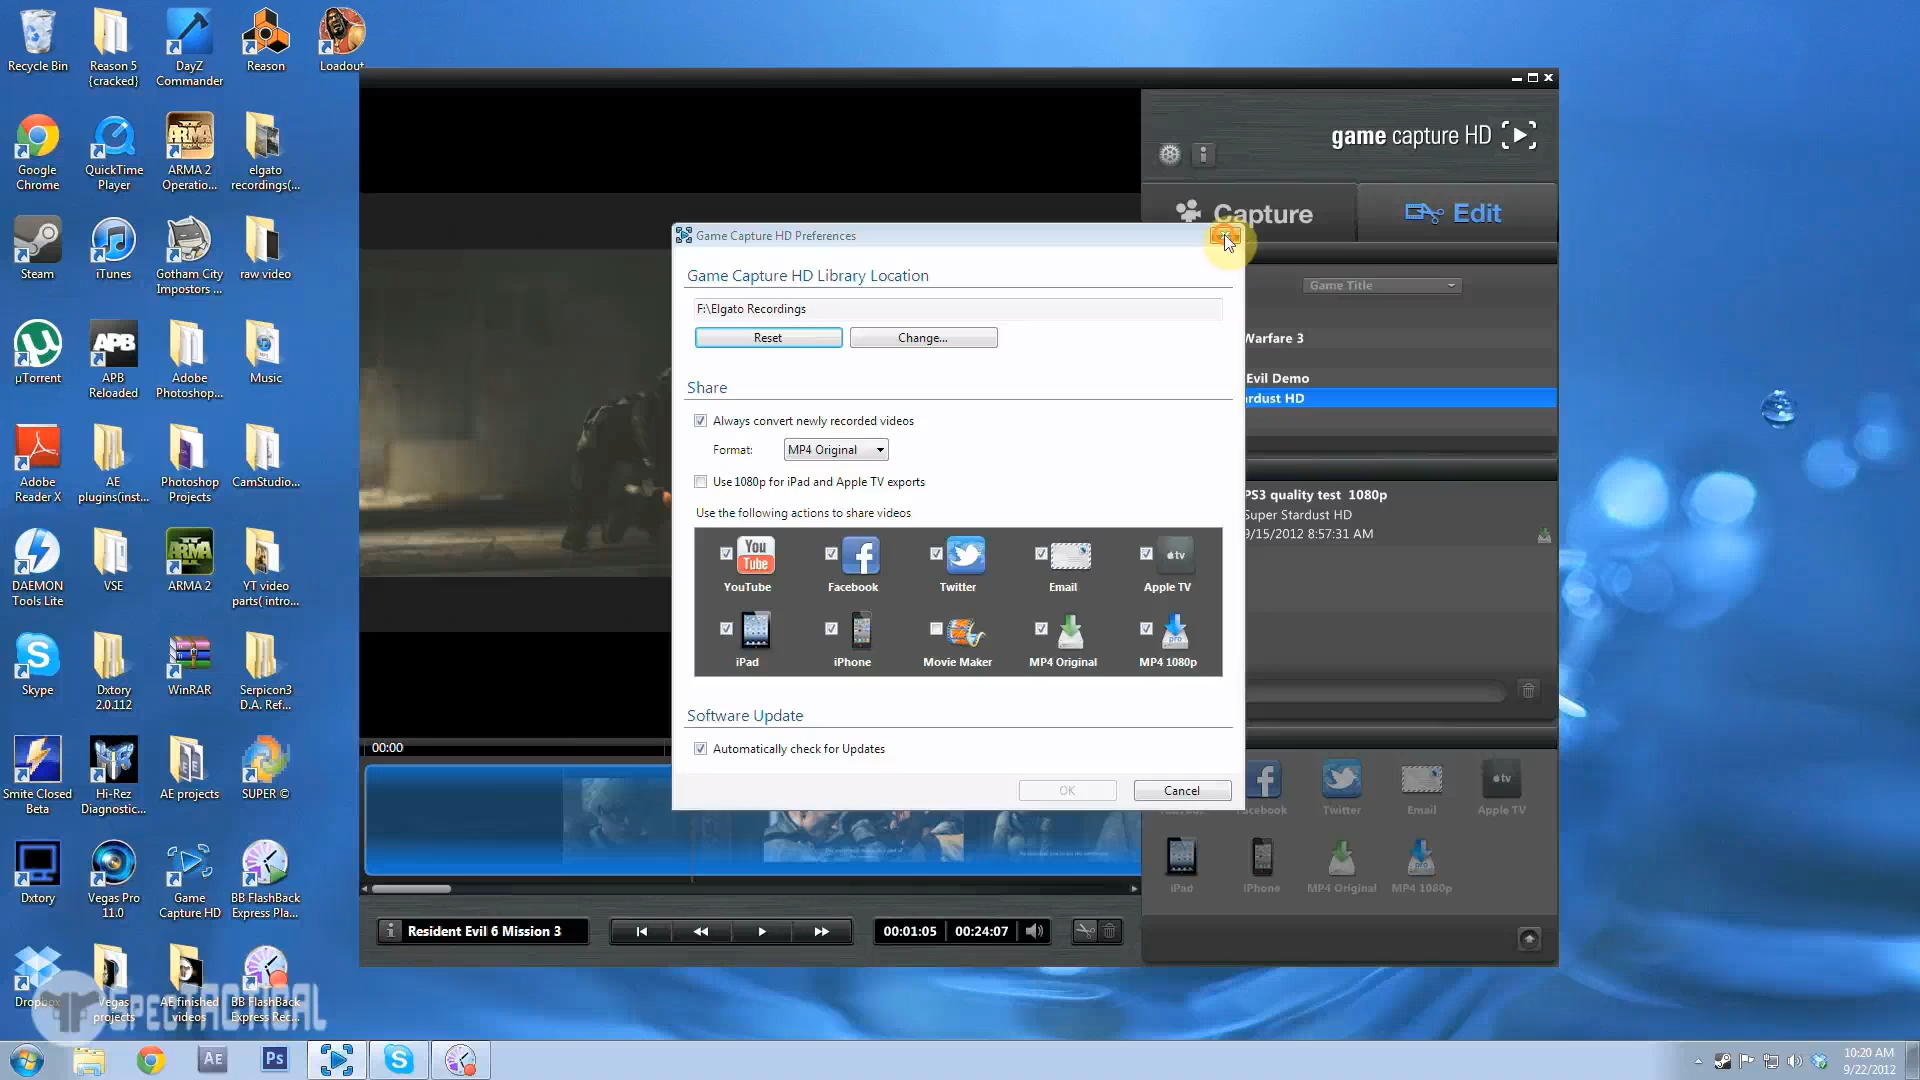 Recycle Bin
Reason 5
{cracked}
DayZ
Commander
Reason
Loadout
Google
Chrome
QuickTime
Player
ARMA 2
Operatio...
elgato
recordings(...
Steam
iTunes
Gotham City
Impostors ...
raw video
µTorrent
APB
APB
Reloaded
Adobe
Photoshop...
Music
Adobe
Reader X
AE
plugins(inst...
Photoshop
Projects
CamStudio...
DAEMON
Tools Lite
VSE
ARMA 2
YT video
parts( intro...
Skype
Dxtory
2.0.112
WinRAR
Serpicon3
D.A. Ref...
Smite Closed
Beta
Hi-Rez
Diagnostic...
AE projects
SUPER ©
Dxtory
Vegas Pro
11.0
Game
Capture HD
BB FlashBack
Express Pla...
Dropbox
Vegas
projects
AE finished
videos
BB FlashBack
Express Rec...
SPECTACTICAL
game capture HD
Capture
Edit
Game Title
Warfare 3
Evil Demo
rdust HD
PS3 quality test 1080p
Super Stardust HD
9/15/2012 8:57:31 AM
Game Capture HD Preferences
Game Capture HD Library Location
F:\Elgato Recordings
Reset
Change...
Share
Always convert newly recorded videos
Format:
MP4 Original
Use 1080p for iPad and Apple TV exports
Use the following actions to share videos
You
Tube
tv
YouTube
Facebook
Twitter
Email
Apple TV
pro
iPad
iPhone
Movie Maker
MP4 Original
MP4 1080p
Software Update
Automatically check for Updates
OK
Cancel
00:00
acebook
Twitter
Email
Apple TV
iPad
iPhone
MP4 Original
MP4 1080p
Resident Evil 6 Mission 3
00:01:05
00:24:07
AE
Ps
10:20 AM
9/22/2012